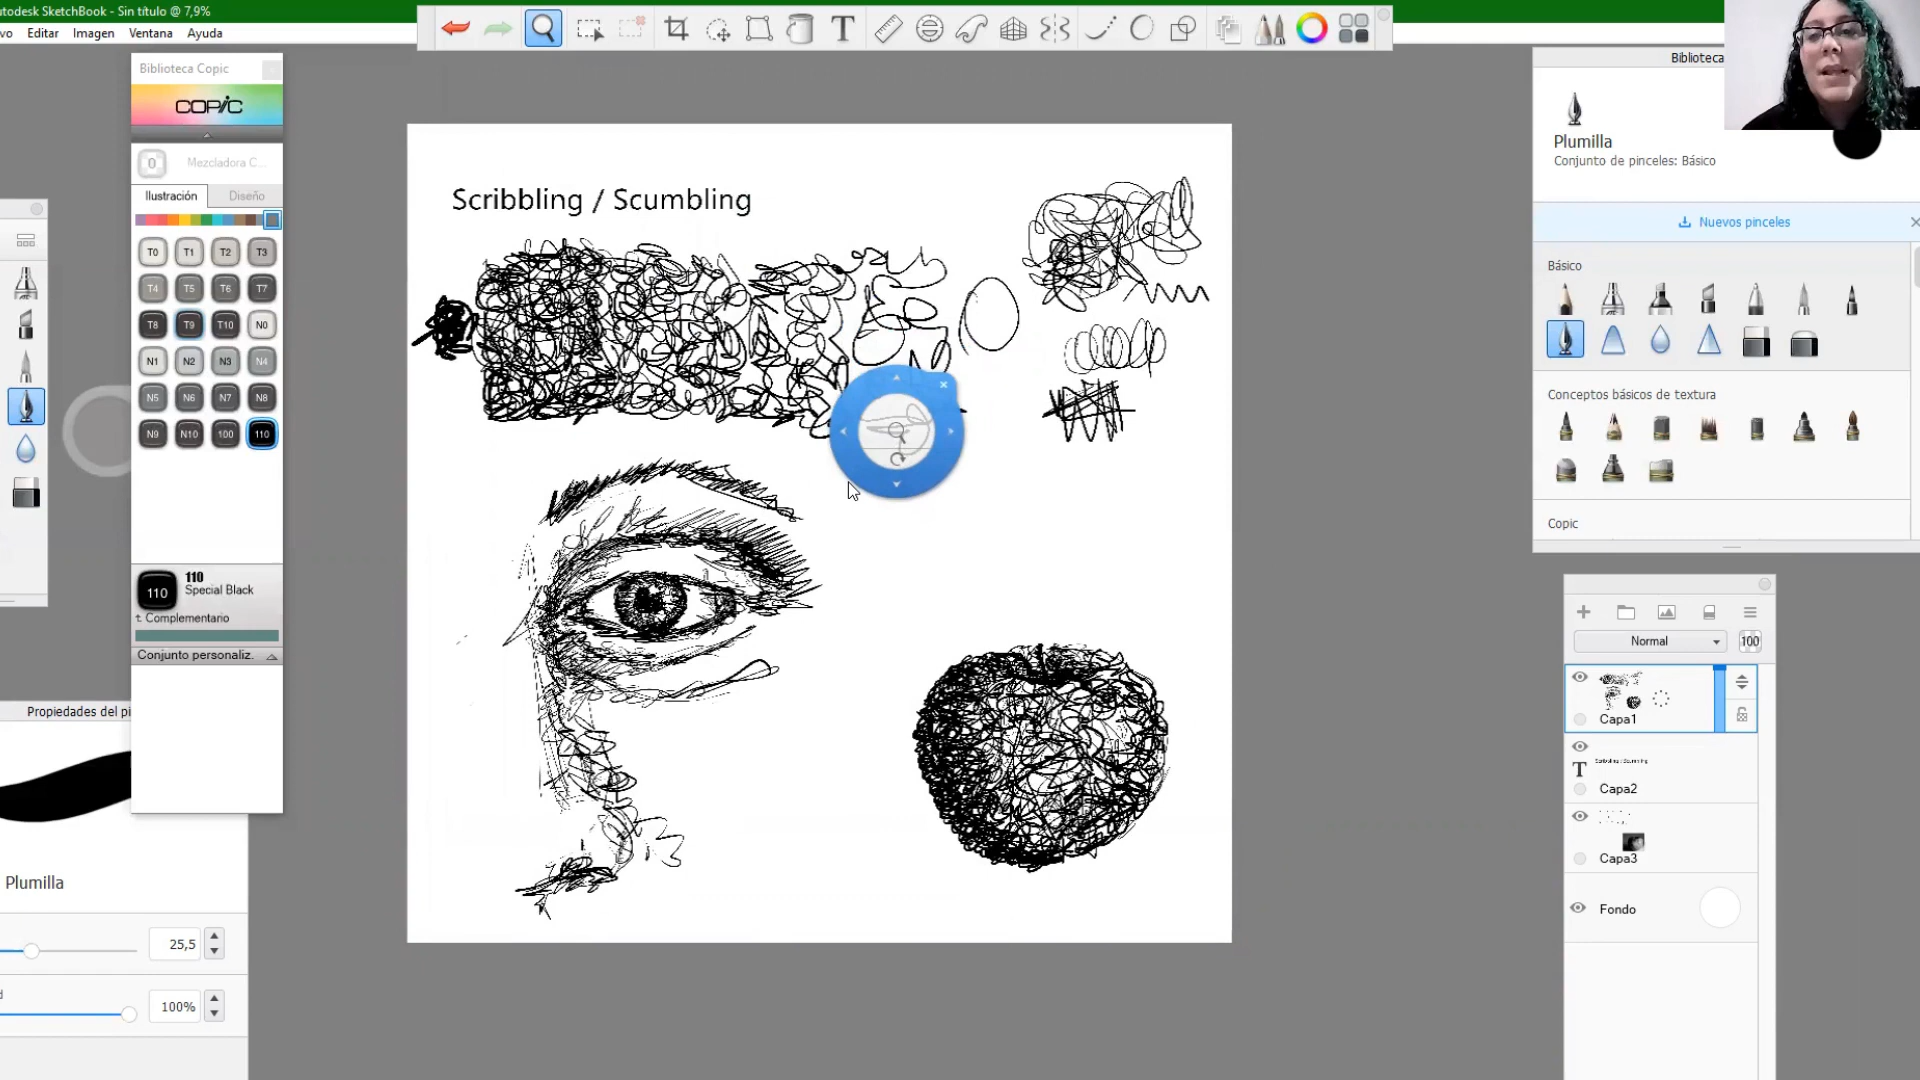 utodesk SketchBook - Sin título @ 7,9%
vo Editar Imagen Ventana Ayuda
T
Biblioteca Copic
COPIC
0 Mezcladora C...
Ilustración Diseño
T0 T1 T2 T3
T4 T5 T6 T7
T8 T9 T10 N0
N1 N2 N3 N4
N5 N6 N7 N8
N9 N10 100 110
110
110
Special Black
Complementario
Conjunto personaliz.
Propiedades del pi
Plumilla
25,5
d
100%
Scribbling / Scumbling
Biblioteca
Plumilla
Conjunto de pinceles: Básico
Nuevos pinceles
Básico
Conceptos básicos de textura
Copic
Normal 100
Capa1
T Scribbling / Scumbling
Capa2
Capa3
Fondo